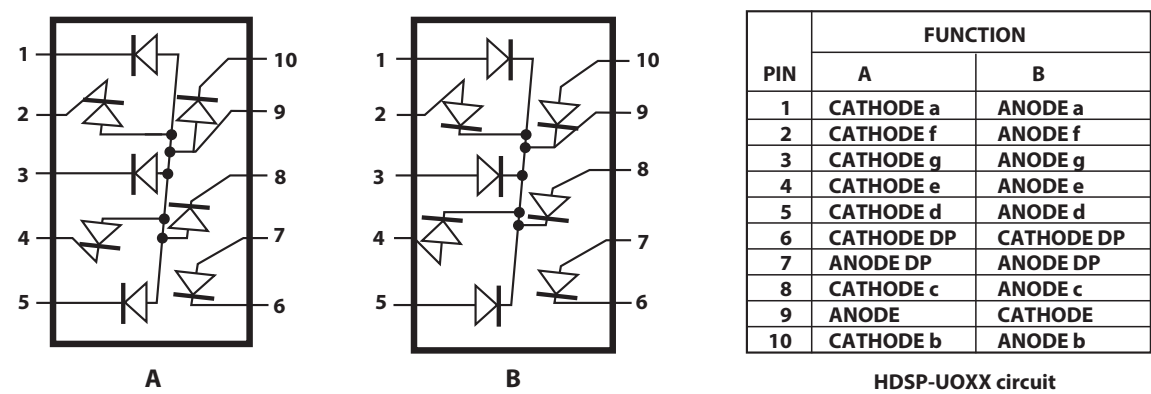 1
2
3
4
5
10
9
8
7
6
A
1
2
3
4
5
10
9
8
7
6
B
FUNCTION
PIN A B
1 CATHODE a ANODE a
2 CATHODE f ANODE f
3 CATHODE g ANODE g
4 CATHODE e ANODE e
5 CATHODE d ANODE d
6 CATHODE DP CATHODE DP
7 ANODE DP ANODE DP
8 CATHODE c ANODE c
9 ANODE CATHODE
10 CATHODE b ANODE b
HDSP-UOXX circuit